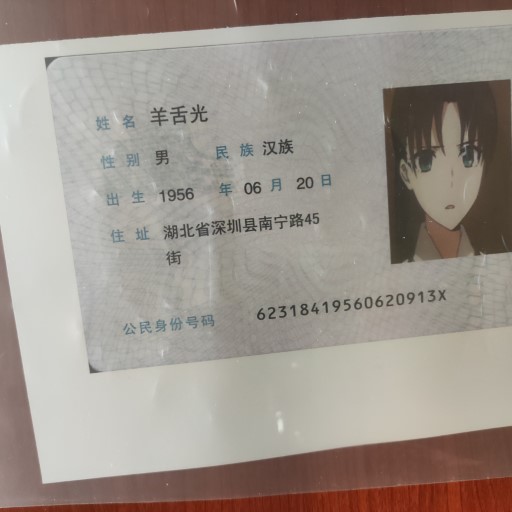 姓名 羊舌光
性别 男 民族 汉族
出生 1956 年 06 月 20 日
住址 湖北省深圳县南宁路45
街
公民身份号码 62318419560620913X